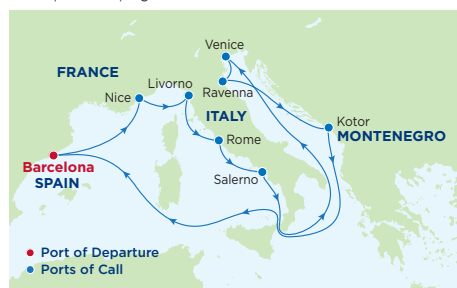 Venice
FRANCE
Livorno
Nice
Ravenna
ITALY
Kotor
MONTENEGRO
Rome
Barcelona
SPAIN
Salerno
Port of Departure
Ports of Call